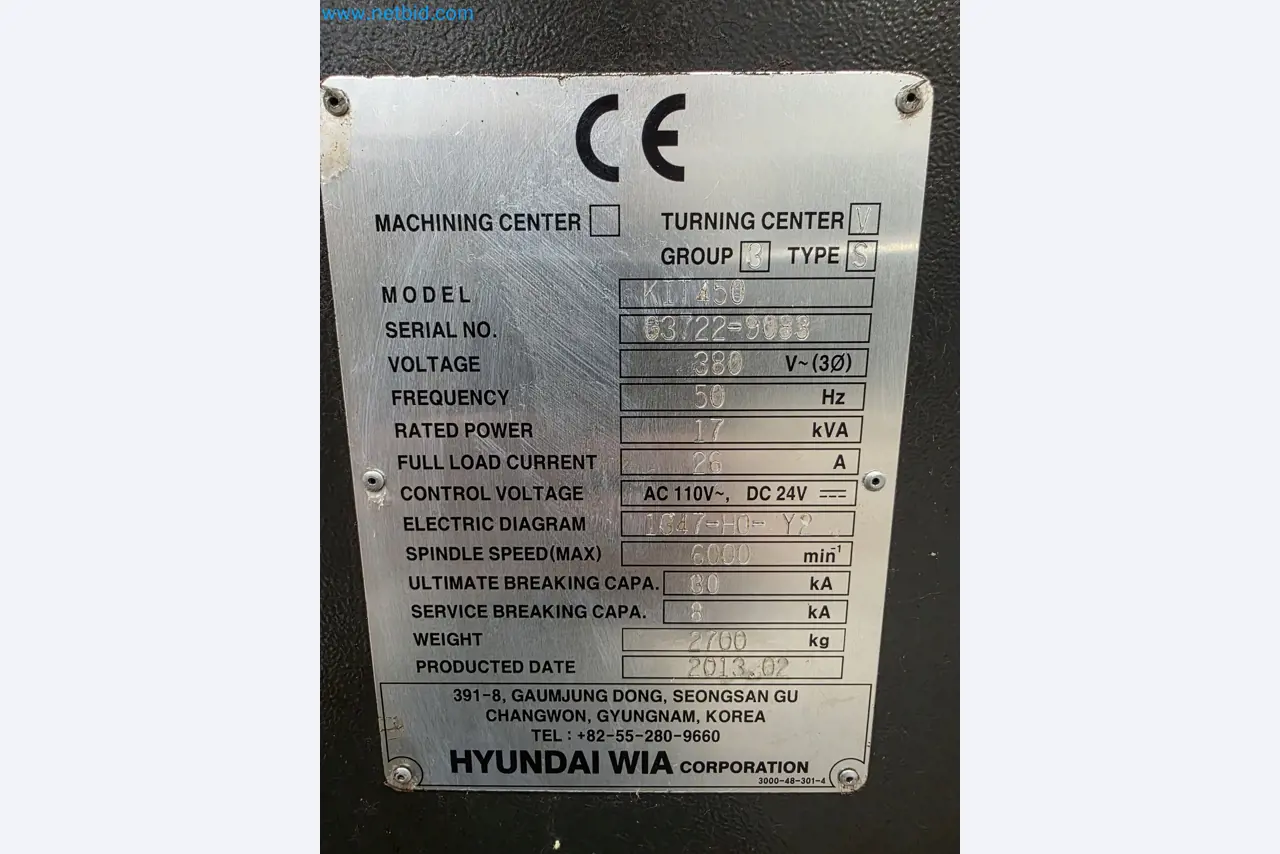 www.netbid.com
CE
MACHINING CENTER TURNING CENTER V
GROUP TYPE S
MODEL KIT450
SERIAL NO.
VOLTAGE 380 V~(3Ø)
FREQUENCY 50 Hz
RATED POWER 17 kVA
FULL LOAD CURRENT 26 A
CONTROL VOLTAGE AC 110V~, DC 24V ⎓
ELECTRIC DIAGRAM
SPINDLE SPEED(MAX) 6000 min⁻¹
ULTIMATE BREAKING CAPA. kA
SERVICE BREAKING CAPA. 8 kA
WEIGHT 2700 kg
PRODUCTED DATE 2013.02
391-8, GAUMJUNG DONG, SEONGSAN GU
CHANGWON, GYUNGNAM, KOREA
TEL : +82-55-280-9660
HYUNDAI WIA CORPORATION
3000-48-301-4